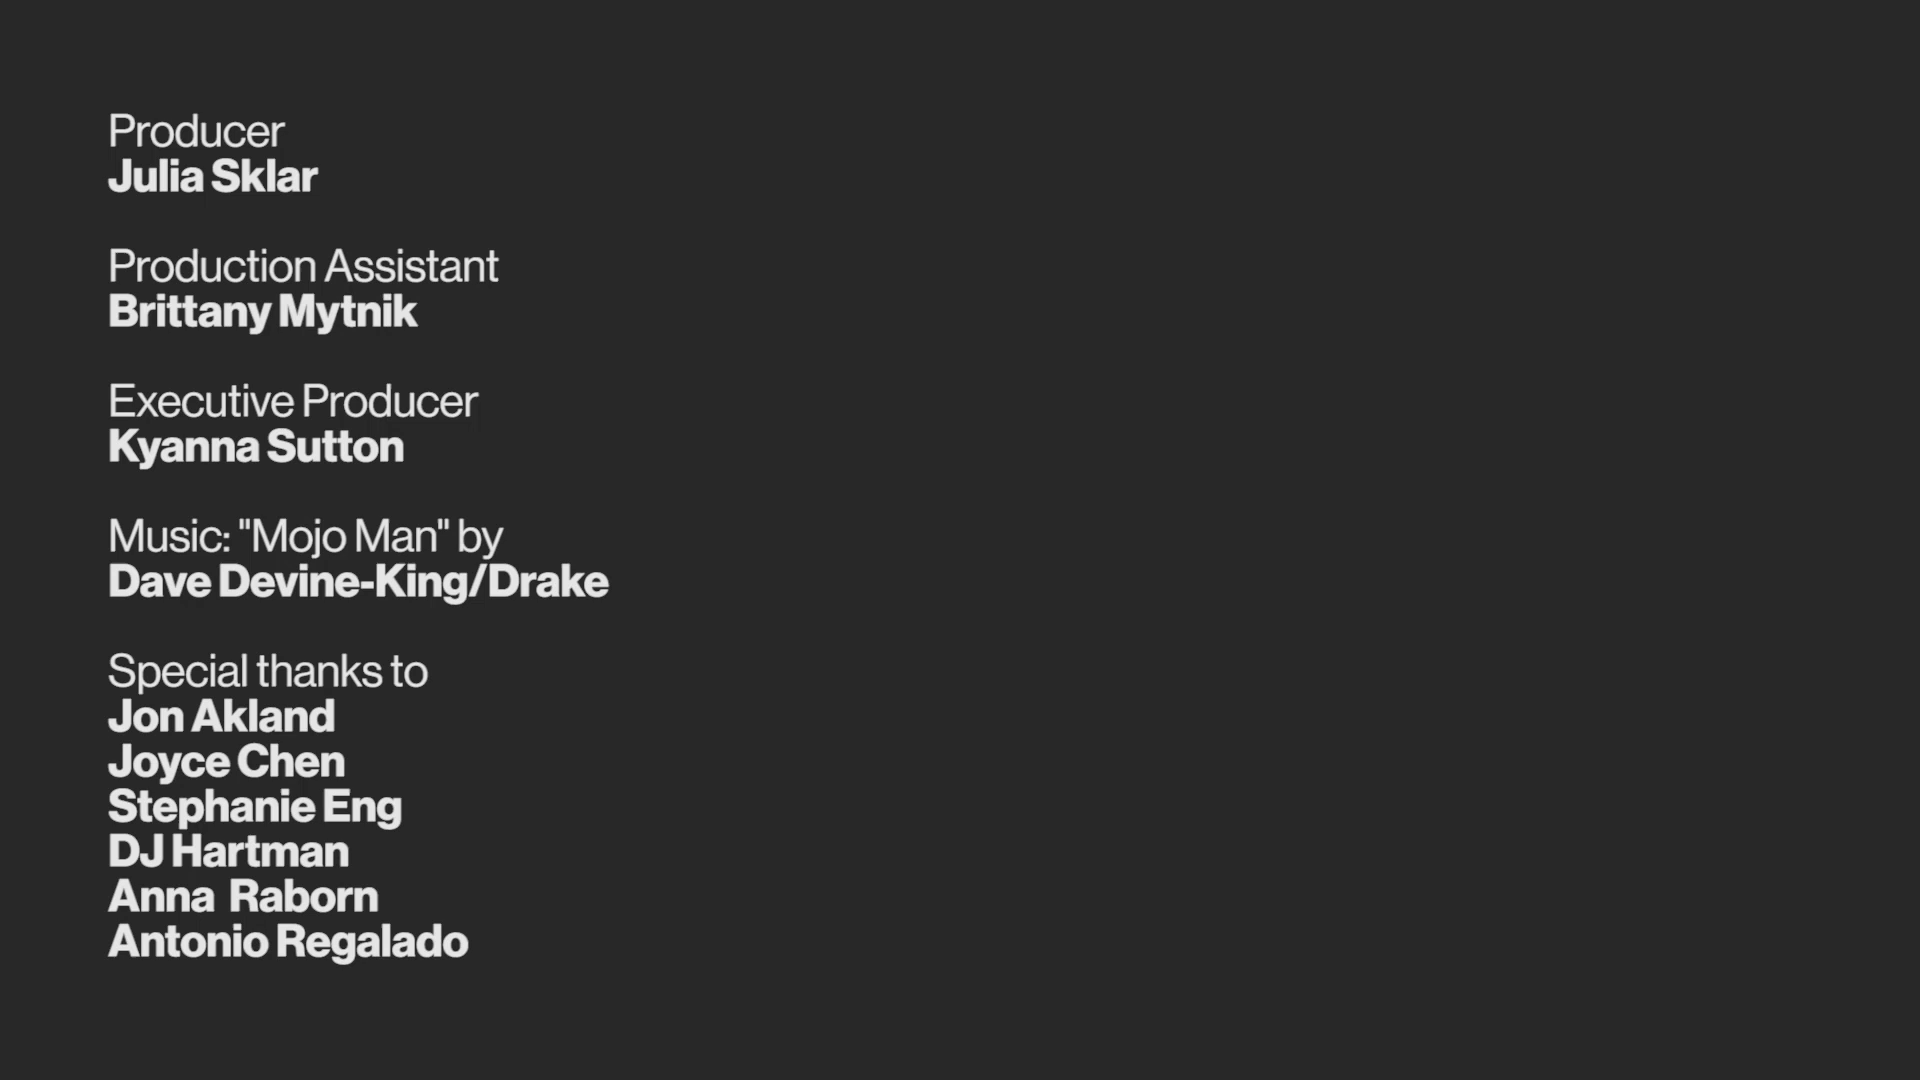 Producer
Julia Sklar
Production Assistant
Brittany Mytnik
Executive Producer
Kyanna Sutton
Music: "Mojo Man" by
Dave Devine-King/Drake
Special thanks to
Jon Akland
Joyce Chen
Stephanie Eng
DJ Hartman
Anna  Raborn
Antonio Regalado